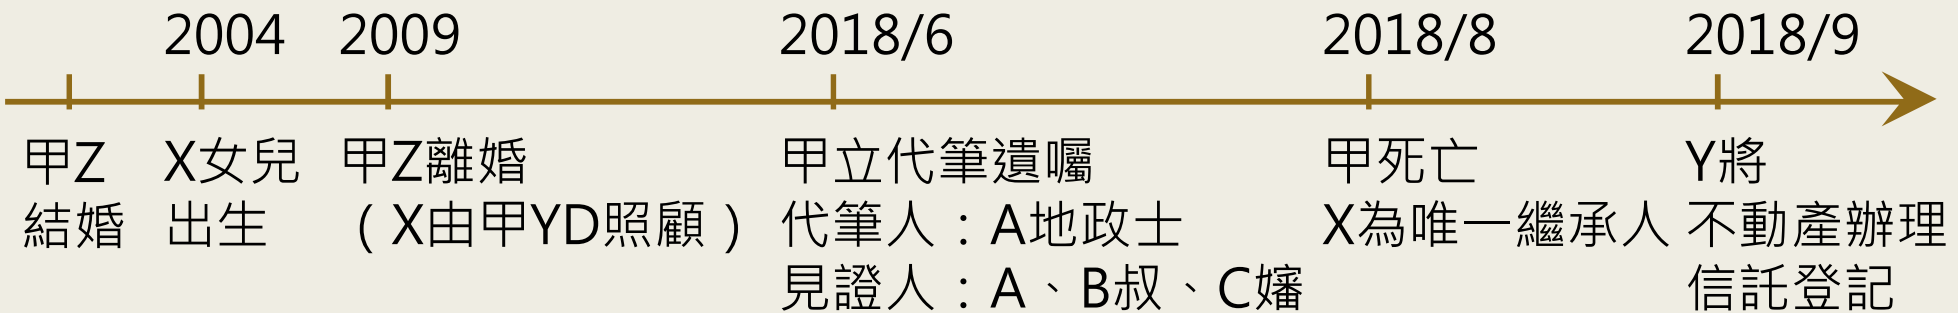 2004 2009 2018/6 2018/8 2018/9
甲Z X女兒 甲Z離婚 甲立代筆遺囑 甲死亡 Y將
結婚 出生 （X由甲YD照顧） 代筆人：A地政士 X為唯一繼承人 不動產辦理
見證人：A、B叔、C嬸 信託登記